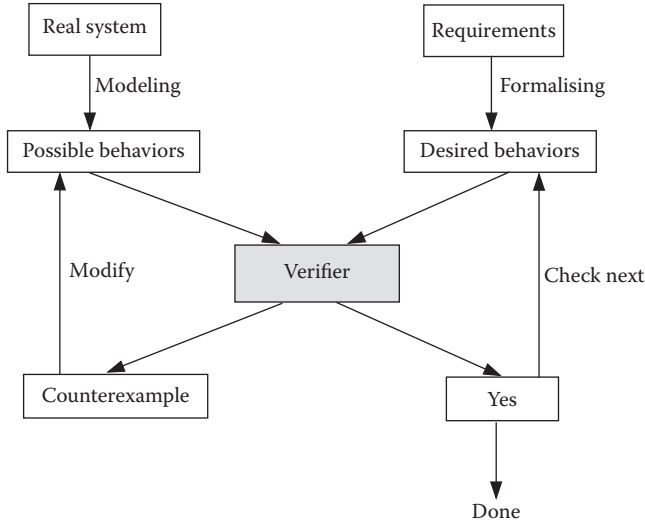 Real system
Requirements
Modeling
Formalising
Possible behaviors
Desired behaviors
Modify
Verifier
Check next
Counterexample
Yes
Done